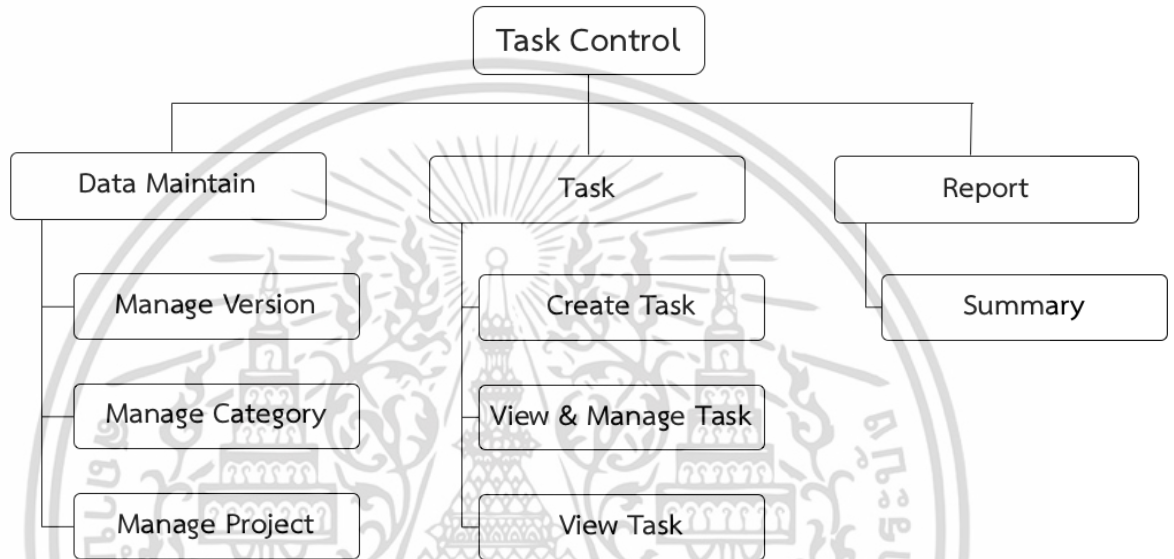 Task Control
Data Maintain
Task
Report
Manage Version
Create Task
Summary
Manage Category
View & Manage Task
Manage Project
View Task